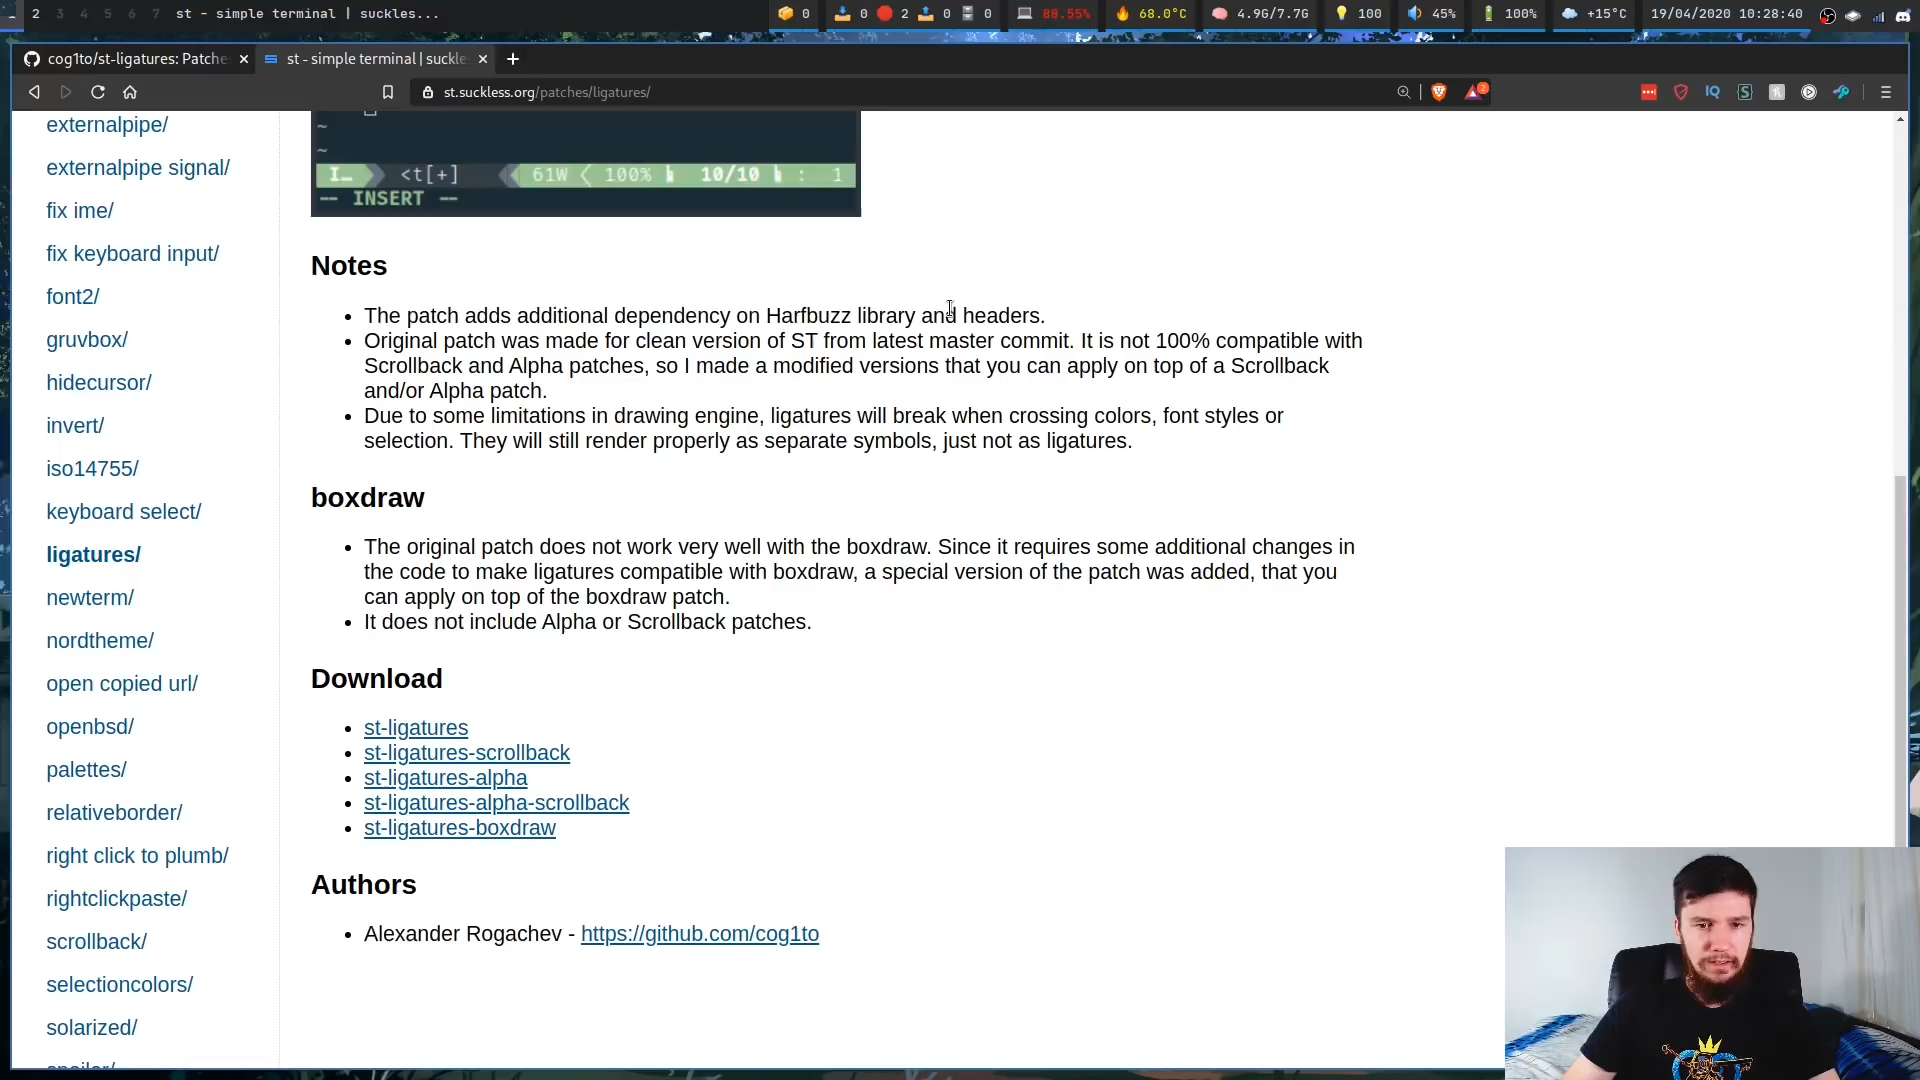 2 3 4 5 6 7 st - simple terminal | suckles... 0 0 2 0 0 88.55% 68.0°C 4.9G/7.7G 100 45% 100% +15°C 19/04/2020 10:28:40
cog1to/st-ligatures: Patche st - simple terminal | suckle
st.suckless.org/patches/ligatures/ IQ 2
externalpipe/
externalpipe signal/
fix ime/
fix keyboard input/
font2/
gruvbox/
hidecursor/
invert/
iso14755/
keyboard select/
ligatures/
newterm/
nordtheme/
open copied url/
openbsd/
palettes/
relativeborder/
right click to plumb/
rightclickpaste/
scrollback/
selectioncolors/
solarized/
~
~
I… <t[+] 61W 100% 10/10 : 1
-- INSERT --
Notes
• The patch adds additional dependency on Harfbuzz library and headers.
• Original patch was made for clean version of ST from latest master commit. It is not 100% compatible with
Scrollback and Alpha patches, so I made a modified versions that you can apply on top of a Scrollback
and/or Alpha patch.
• Due to some limitations in drawing engine, ligatures will break when crossing colors, font styles or
selection. They will still render properly as separate symbols, just not as ligatures.
boxdraw
• The original patch does not work very well with the boxdraw. Since it requires some additional changes in
the code to make ligatures compatible with boxdraw, a special version of the patch was added, that you
can apply on top of the boxdraw patch.
• It does not include Alpha or Scrollback patches.
Download
• st-ligatures
• st-ligatures-scrollback
• st-ligatures-alpha
• st-ligatures-alpha-scrollback
• st-ligatures-boxdraw
Authors
• Alexander Rogachev - https://github.com/cog1to